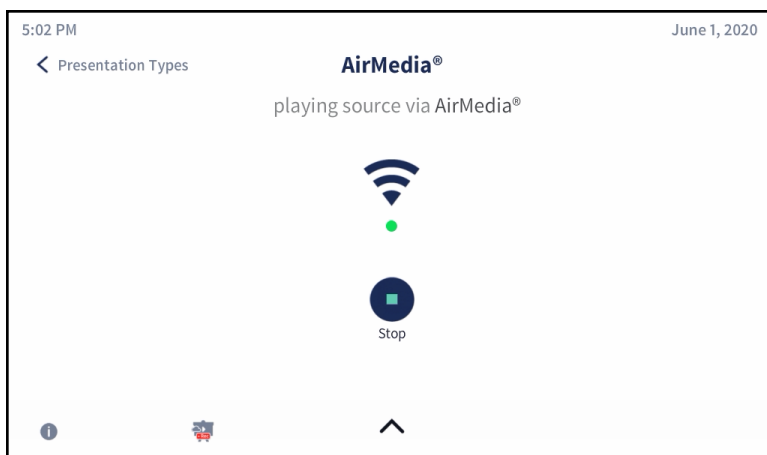 5:02 PM
June 1, 2020
Presentation Types
AirMedia®
playing source via AirMedia®
Stop